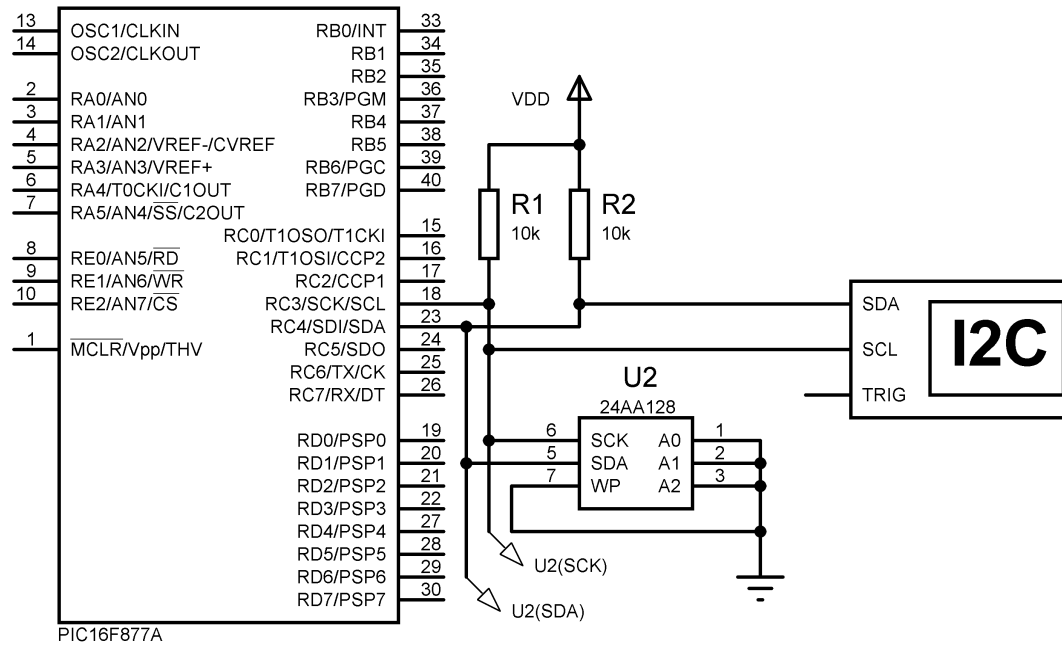 13 OSC1/CLKIN
14 OSC2/CLKOUT
2 RA0/AN0
3 RA1/AN1
4 RA2/AN2/VREF-/CVREF
5 RA3/AN3/VREF+
6 RA4/T0CKI/C1OUT
7 RA5/AN4/SS/C2OUT
8 RE0/AN5/RD
9 RE1/AN6/WR
10 RE2/AN7/CS
1 MCLR/Vpp/THV
RB0/INT 33
RB1 34
RB2 35
RB3/PGM 36
RB4 37
RB5 38
RB6/PGC 39
RB7/PGD 40
RC0/T1OSO/T1CKI 15
RC1/T1OSI/CCP2 16
RC2/CCP1 17
RC3/SCK/SCL 18
RC4/SDI/SDA 23
RC5/SDO 24
RC6/TX/CK 25
RC7/RX/DT 26
RD0/PSP0 19
RD1/PSP1 20
RD2/PSP2 21
RD3/PSP3 22
RD4/PSP4 27
RD5/PSP5 28
RD6/PSP6 29
RD7/PSP7 30
PIC16F877A
VDD
R1
10k
R2
10k
SDA
SCL
TRIG
I2C
U2
24AA128
6 SCK A0 1
5 SDA A1 2
7 WP A2 3
U2(SCK)
U2(SDA)